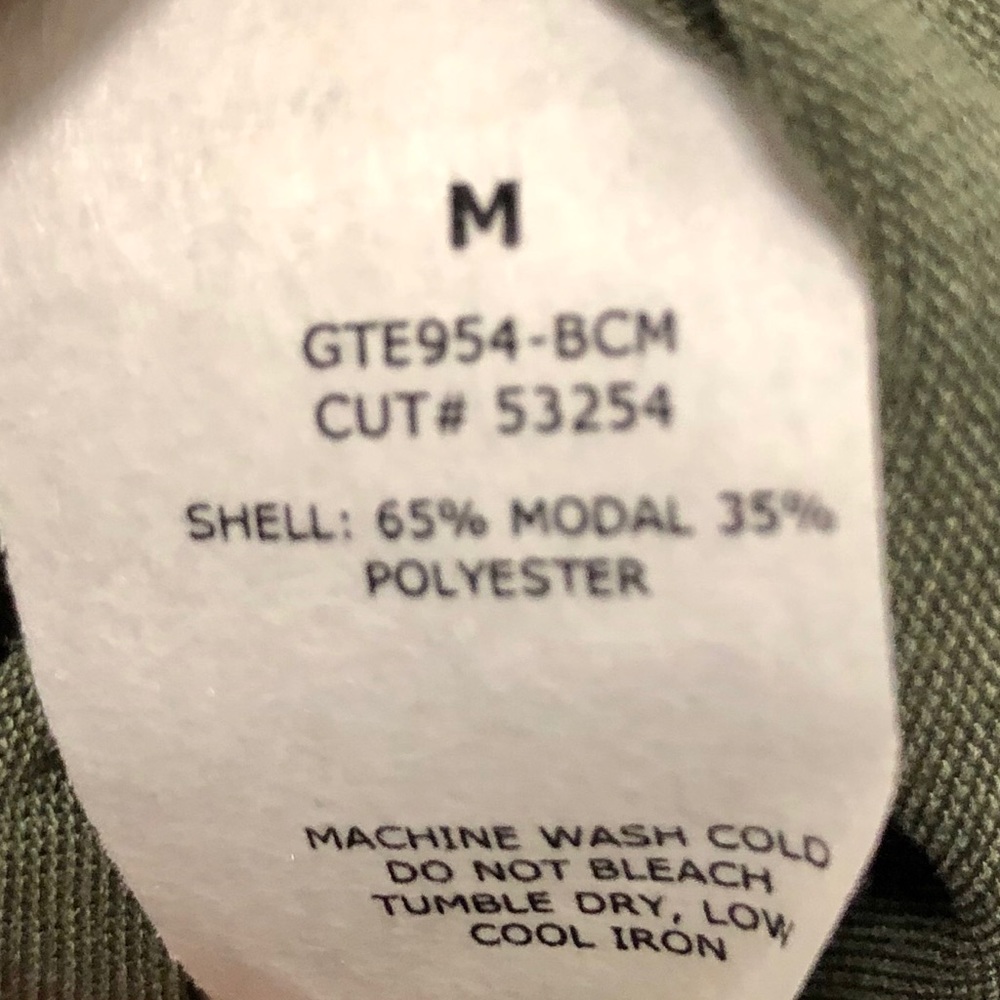 M
GTE954-BCM
CUT# 53254
SHELL: 65% MODAL 35%
POLYESTER
MACHINE WASH COLD
DO NOT BLEACH
TUMBLE DRY, LOW
COOL IRON